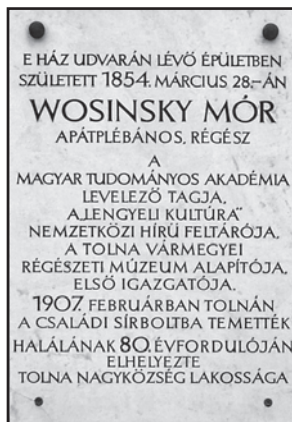 E HÁZ UDVARÁN LÉVŐ ÉPÜLETBEN
SZÜLETETT 1854. MÁRCIUS 28.-ÁN
WOSINSKY MÓR
APÁTPLÉBÁNOS, RÉGÉSZ
A
MAGYAR TUDOMÁNYOS AKADÉMIA
LEVELEZŐ TAGJA,
A „LENGYELI KULTÚRA"
NEMZETKÖZI HÍRÜ FELTÁRÓJA,
A TOLNA VÁRMEGYEI
RÉGÉSZETI MÚZEUM ALAPÍTÓJA,
ELSŐ IGAZGATÓJA.
1907. FEBRUÁRBAN TOLNÁN
A CSALÁDI SÍRBOLTBA TEMETTÉK
HALÁLÁNAK 80. ÉVFORDULÓJÁN
ELHELYEZTE
TOLNA NAGYKÖZSÉG LAKOSSÁGA